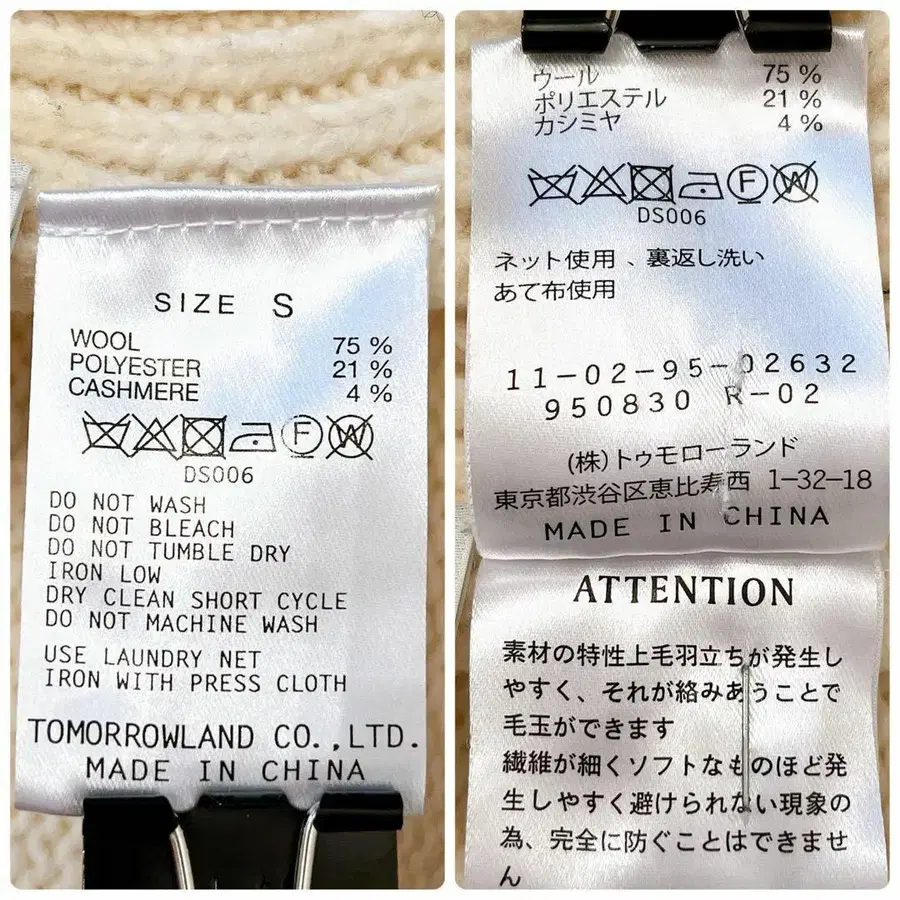 SIZE S
WOOL 75 %
POLYESTER 21 %
CASHMERE 4 %
DS006
DO NOT WASH
DO NOT BLEACH
DO NOT TUMBLE DRY
IRON LOW
DRY CLEAN SHORT CYCLE
DO NOT MACHINE WASH
USE LAUNDRY NET
IRON WITH PRESS CLOTH
TOMORROWLAND CO.,LTD.
MADE IN CHINA
ウール 75 %
ポリエステル 21 %
カシミヤ 4 %
F W
DS006
ネット使用 、裏返し洗い
あて布使用
11-02-95-02632
950830 R-02
(株)トゥモローランド
東京都渋谷区恵比寿西 1-32-18
MADE IN CHINA
ATTENTION
素材の特性上毛羽立ちが発生し
やすく、それが絡みあうことで
毛玉ができます
繊維が細くソフトなものほど発
生しやすく避けられない現象の
為、完全に防ぐことはできませ
ん